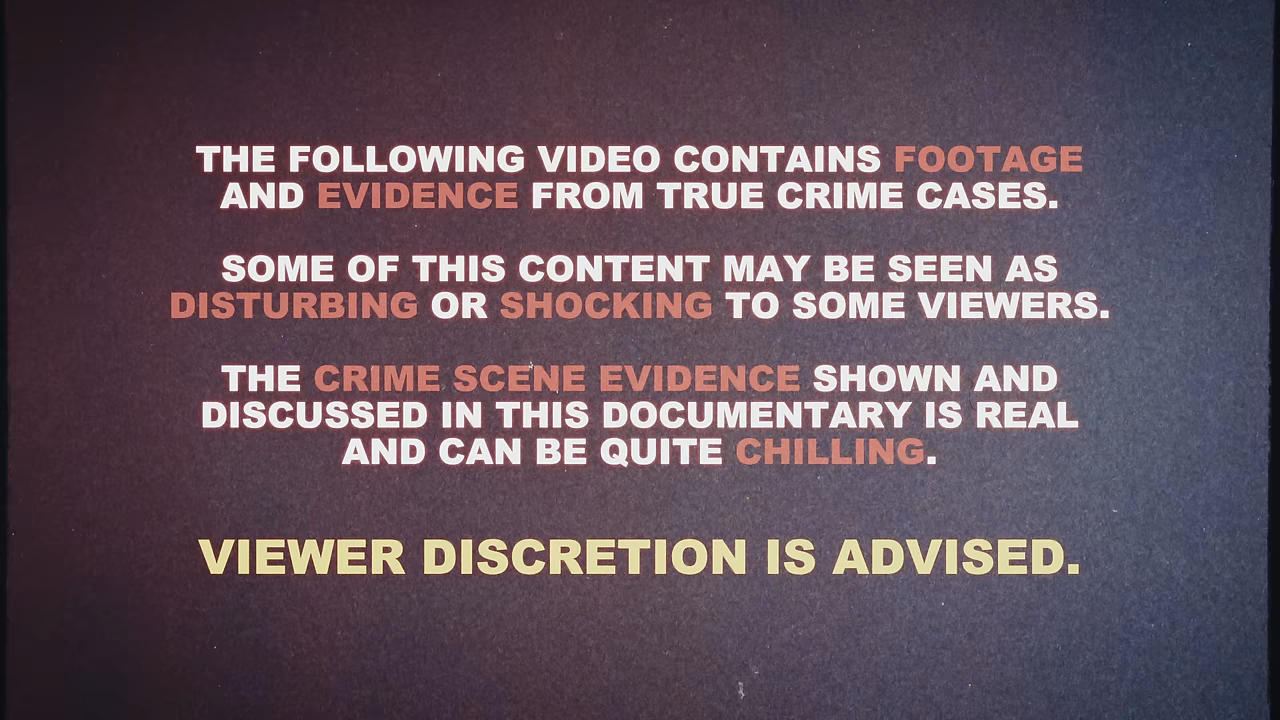 THE FOLLOWING VIDEO CONTAINS FOOTAGE
AND EVIDENCE FROM TRUE CRIME CASES.
SOME OF THIS CONTENT MAY BE SEEN AS
DISTURBING OR SHOCKING TO SOME VIEWERS.
THE CRIME SCENE EVIDENCE SHOWN AND
DISCUSSED IN THIS DOCUMENTARY IS REAL
AND CAN BE QUITE CHILLING.
VIEWER DISCRETION IS ADVISED.